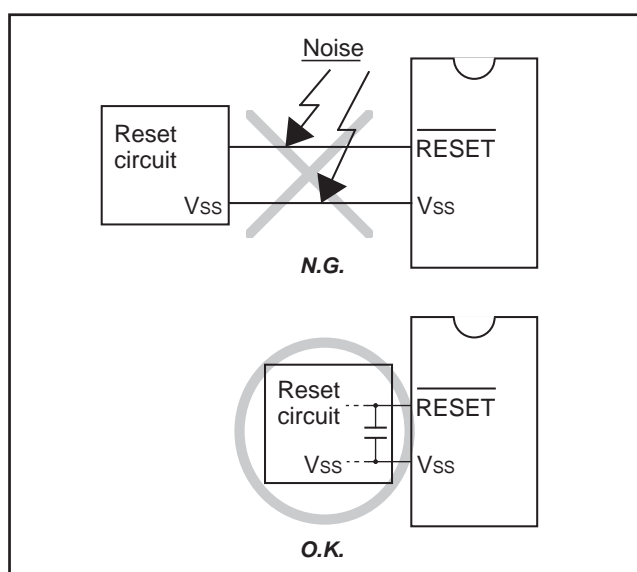 Noise
Reset
circuit
RESET
VSS
VSS
N.G.
Reset
circuit
RESET
VSS
VSS
O.K.